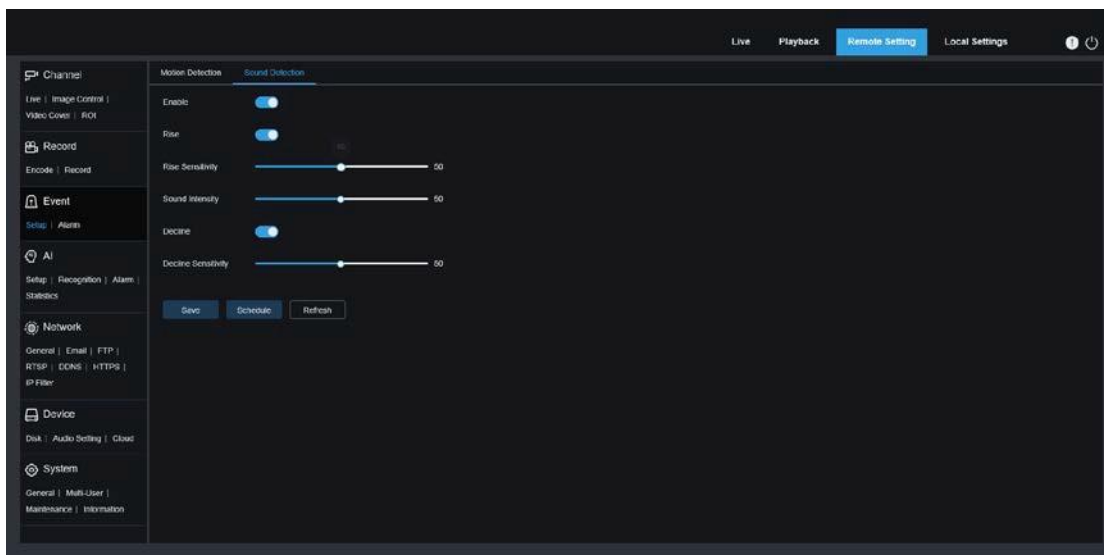 Live Playback Remote Setting Local Settings
Channel
Live | Image Control |
Video Cover | ROI
Record
Encode | Record
Event
Setup | Alarm
AI
Setup | Recognition | Alarm |
Statistics
Network
General | Email | FTP |
RTSP | DDNS | HTTPS |
IP Filter
Device
Disk | Audio Setting | Cloud
System
General | Multi-User |
Maintenance | Information
Motion Detection Sound Detection
Enable
Rise
Rise Sensitivity 50
Sound Intensity 50
Decline
Decline Sensitivity 50
Save Schedule Refresh